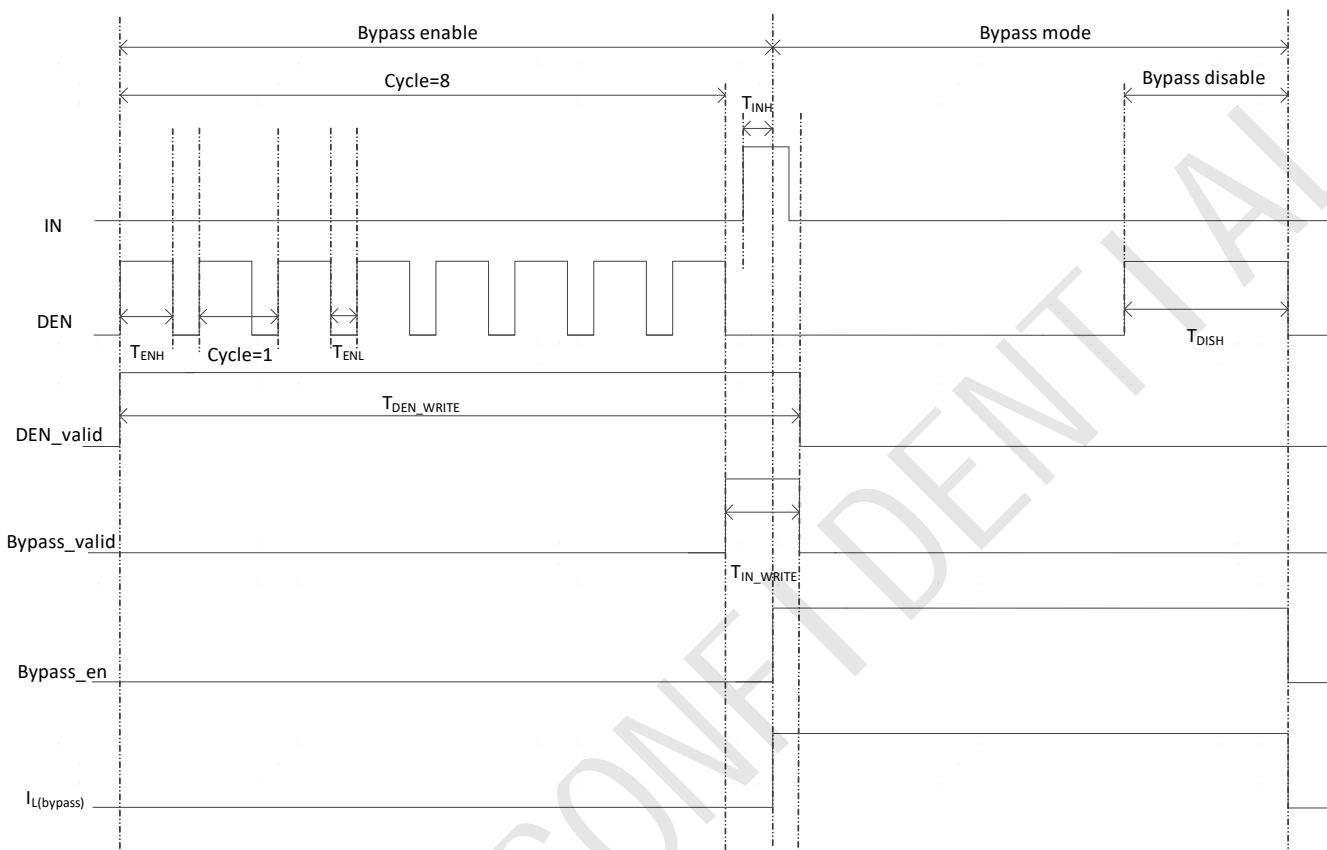 Bypass enable
Bypass mode
Cycle=8
Bypass disable
TINH
IN
DEN
TENH
Cycle=1
TENL
TDISH
TDEN_WRITE
DEN_valid
Bypass_valid
TIN_WRITE
Bypass_en
IL(bypass)
CONFIDENTIAL